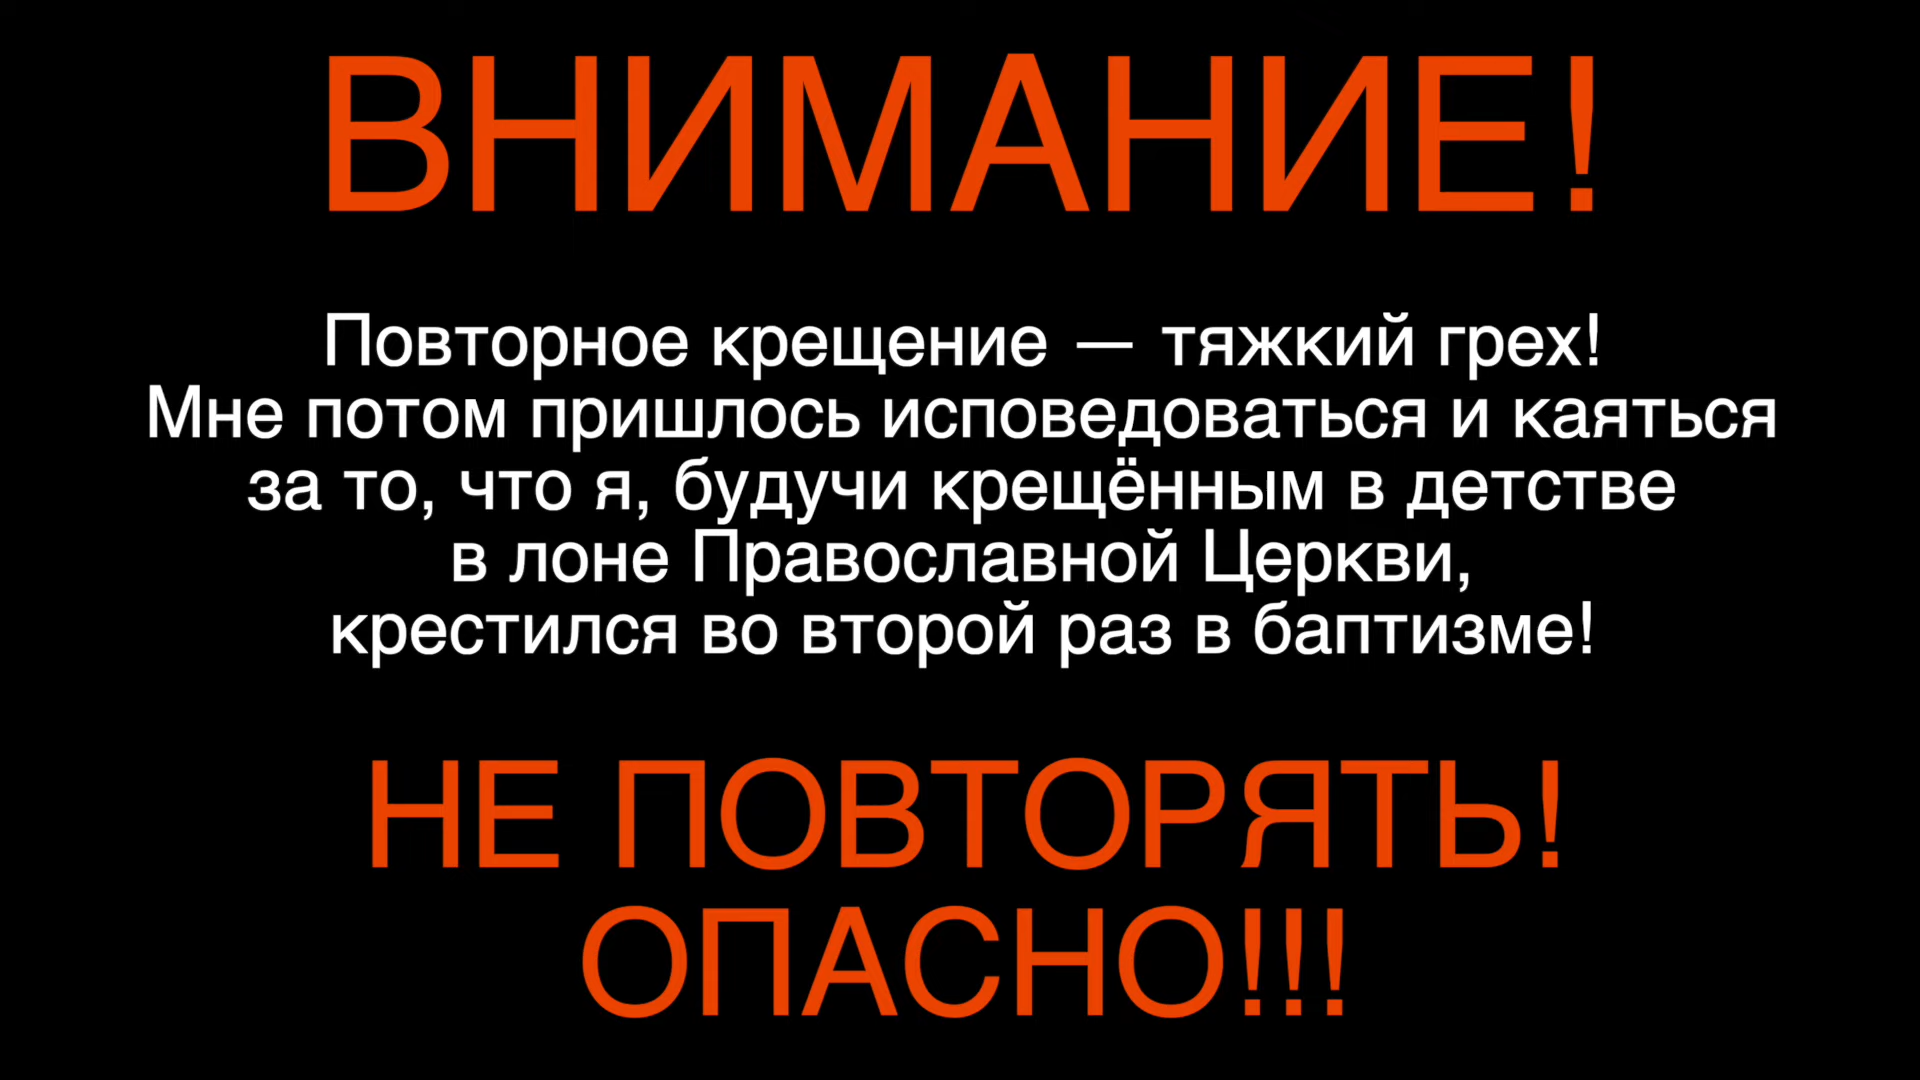 ВНИМАНИЕ!
Повторное крещение — тяжкий грех!
Мне потом пришлось исповедоваться и каяться
за то, что я, будучи крещённым в детстве
в лоне Православной Церкви,
крестился во второй раз в баптизме!
НЕ ПОВТОРЯТЬ!
ОПАСНО!!!